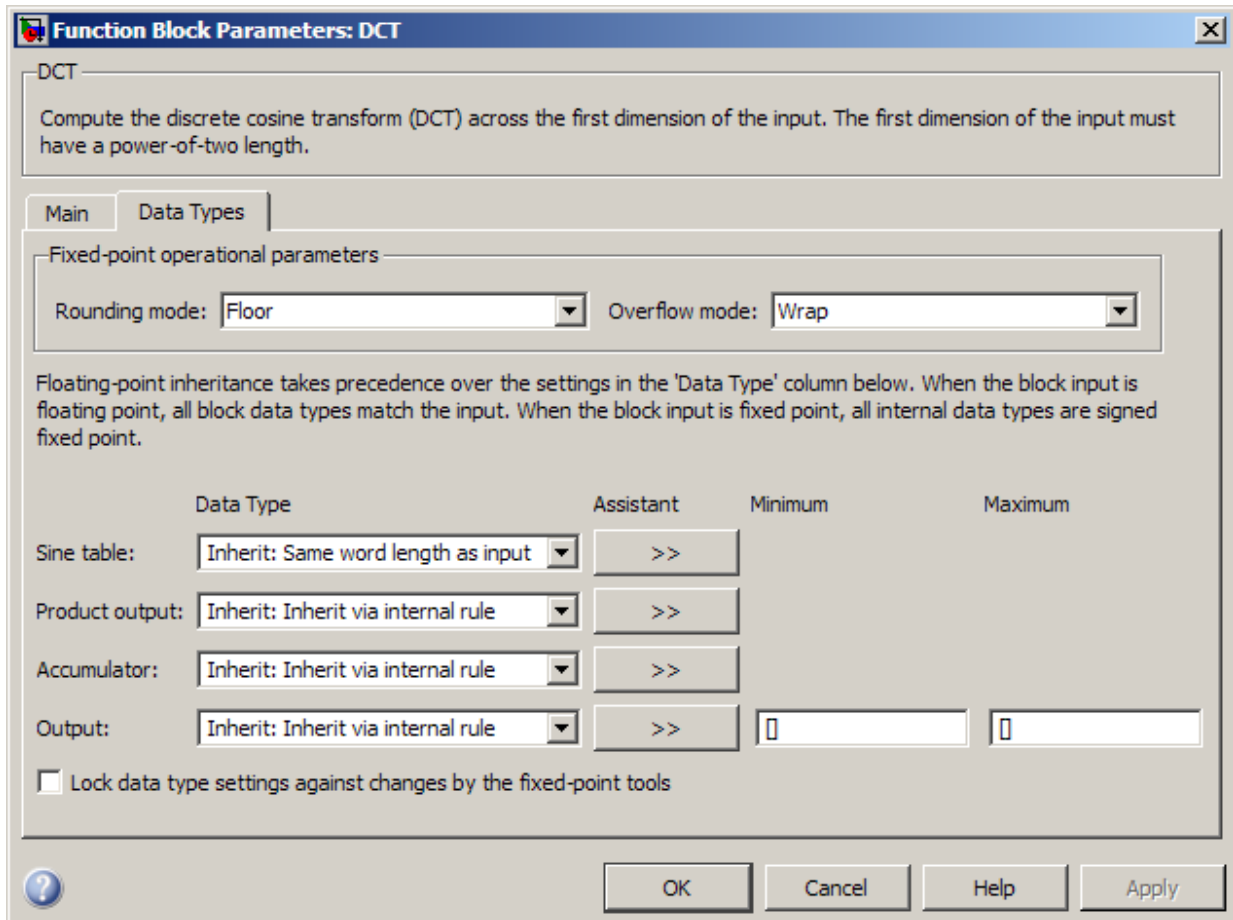 Function Block Parameters: DCT
DCT
Compute the discrete cosine transform (DCT) across the first dimension of the input. The first dimension of the input must
have a power-of-two length.
Main Data Types
Fixed-point operational parameters
Rounding mode: Floor Overflow mode: Wrap
Floating-point inheritance takes precedence over the settings in the 'Data Type' column below. When the block input is
floating point, all block data types match the input. When the block input is fixed point, all internal data types are signed
fixed point.
Data Type Assistant Minimum Maximum
Sine table: Inherit: Same word length as input >>
Product output: Inherit: Inherit via internal rule >>
Accumulator: Inherit: Inherit via internal rule >>
Output: Inherit: Inherit via internal rule >> [] []
Lock data type settings against changes by the fixed-point tools
? OK Cancel Help Apply